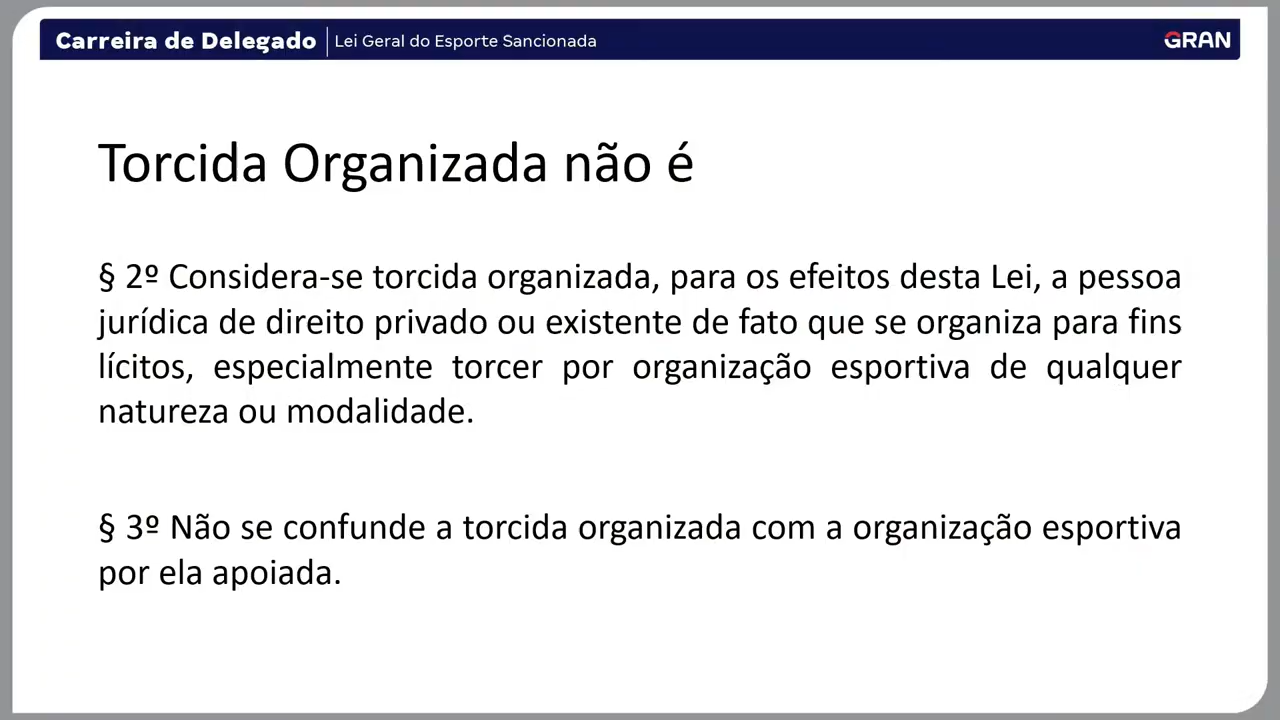 Carreira de Delegado | Lei Geral do Esporte Sancionada GRAN
Torcida Organizada não é
§ 2º Considera-se torcida organizada, para os efeitos desta Lei, a pessoa
jurídica de direito privado ou existente de fato que se organiza para fins
lícitos, especialmente torcer por organização esportiva de qualquer
natureza ou modalidade.
§ 3º Não se confunde a torcida organizada com a organização esportiva
por ela apoiada.